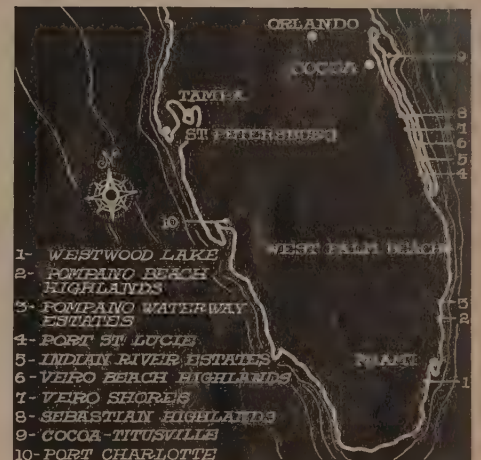 ORLANDO
COCOA
9
TAMPA
ST. PETERSBURG
8
7
6
5
4
10
WEST PALM BEACH
3
2
MIAMI
1
N
1- WESTWOOD LAKE
2- POMPANO BEACH
HIGHLANDS
3- POMPANO WATERWAY
ESTATES
4- PORT ST. LUCIE
5- INDIAN RIVER ESTATES
6- VERO BEACH HIGHLANDS
7- VERO SHORES
8- SEBASTIAN HIGHLANDS
9- COCOA-TITUSVILLE
10- PORT CHARLOTTE